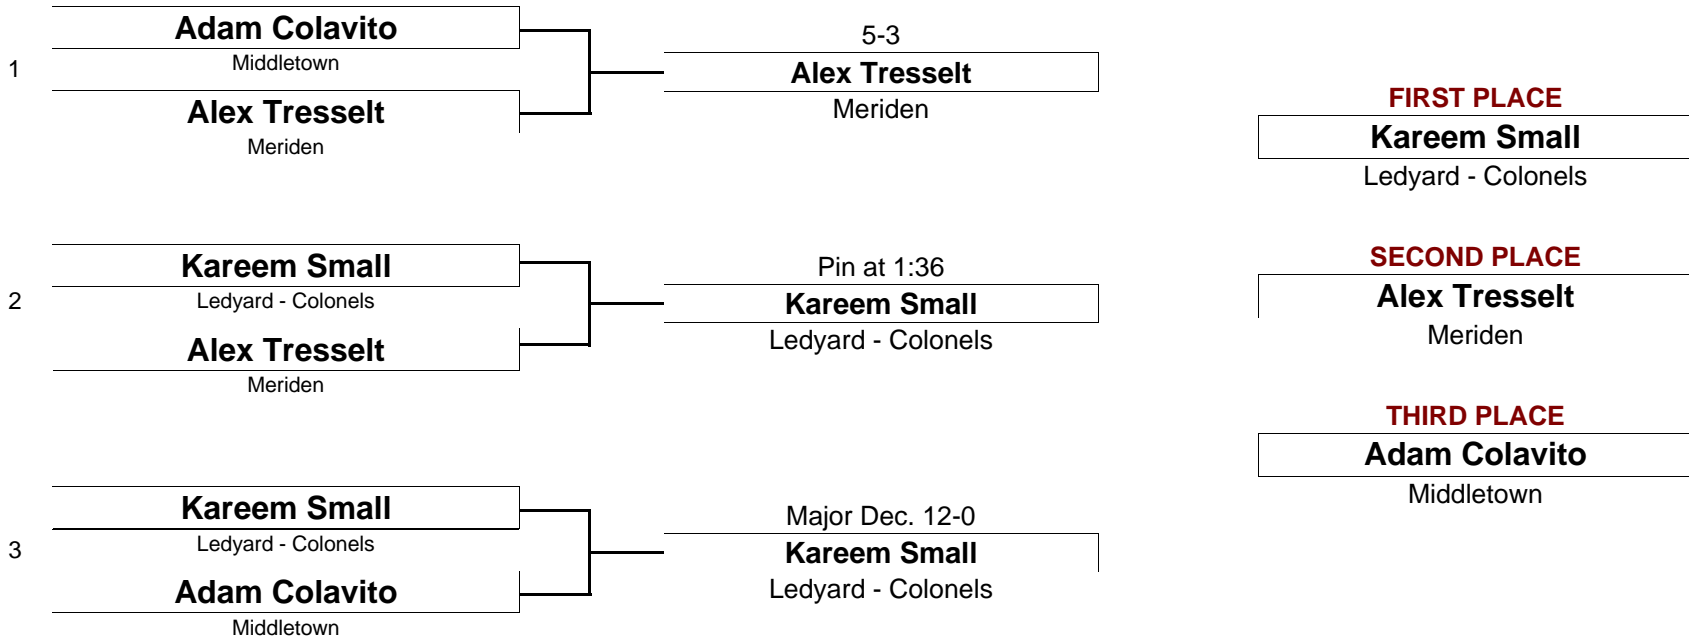 Adam Colavito
Middletown
1
Alex Tresselt
Meriden
5-3
Alex Tresselt
Meriden
Kareem Small
Ledyard - Colonels
2
Alex Tresselt
Meriden
Pin at 1:36
Kareem Small
Ledyard - Colonels
Kareem Small
Ledyard - Colonels
3
Adam Colavito
Middletown
Major Dec. 12-0
Kareem Small
Ledyard - Colonels
FIRST PLACE
Kareem Small
Ledyard - Colonels
SECOND PLACE
Alex Tresselt
Meriden
THIRD PLACE
Adam Colavito
Middletown